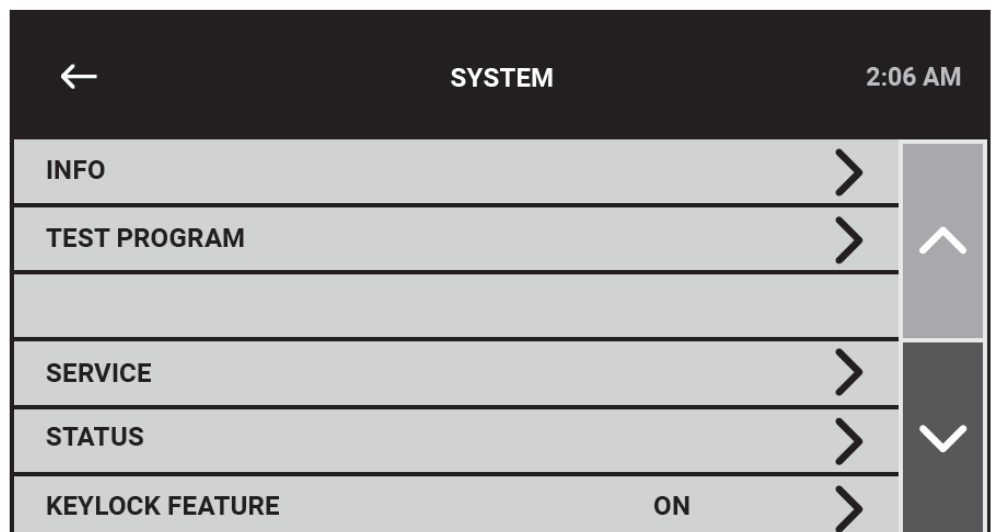 SYSTEM 2:06 AM
INFO
TEST PROGRAM
SERVICE
STATUS
KEYLOCK FEATURE ON